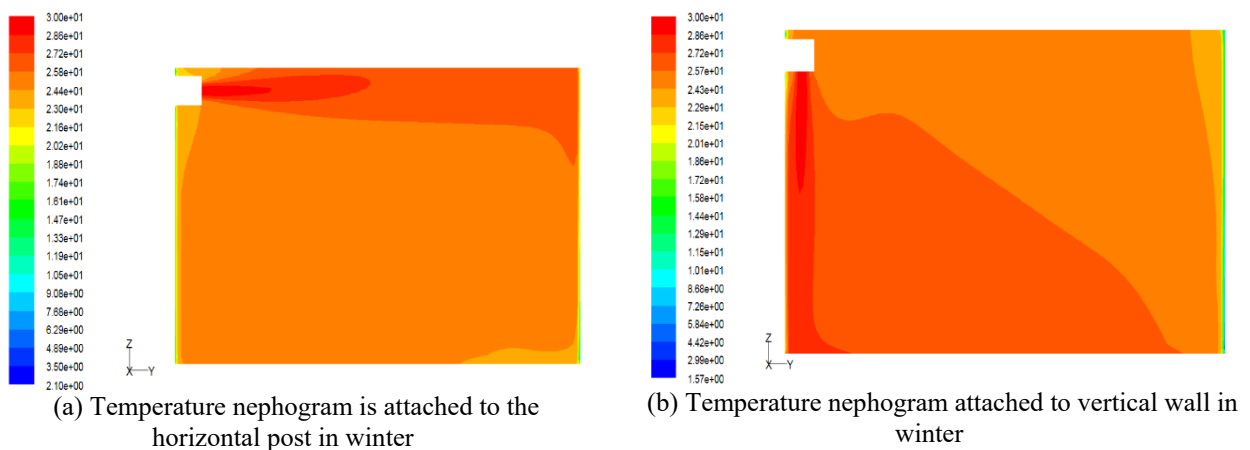 3.00e+01
2.86e+01
2.72e+01
2.58e+01
2.44e+01
2.30e+01
2.16e+01
2.02e+01
1.88e+01
1.74e+01
1.61e+01
1.47e+01
1.33e+01
1.19e+01
1.05e+01
9.08e+00
7.68e+00
6.29e+00
4.89e+00
3.50e+00
2.10e+00
Z
X Y
(a) Temperature nephogram is attached to the
horizontal post in winter
3.00e+01
2.86e+01
2.72e+01
2.57e+01
2.43e+01
2.29e+01
2.15e+01
2.01e+01
1.86e+01
1.72e+01
1.58e+01
1.44e+01
1.29e+01
1.15e+01
1.01e+01
8.68e+00
7.26e+00
5.84e+00
4.42e+00
2.99e+00
1.57e+00
Z
X Y
(b) Temperature nephogram attached to vertical wall in
winter